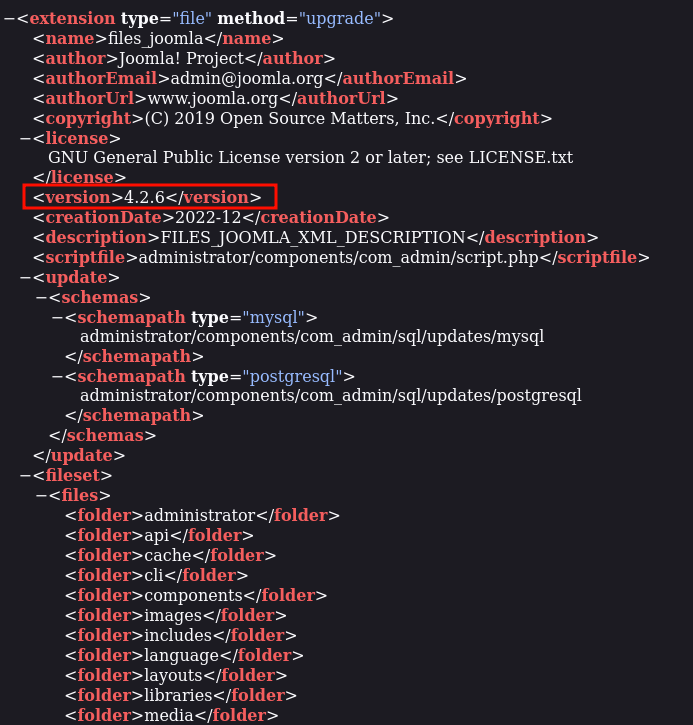 −<extension type="file" method="upgrade">
<name>files_joomla</name>
<author>Joomla! Project</author>
<authorEmail>admin@joomla.org</authorEmail>
<authorUrl>www.joomla.org</authorUrl>
<copyright>(C) 2019 Open Source Matters, Inc.</copyright>
−<license>
GNU General Public License version 2 or later; see LICENSE.txt
</license>
<version>4.2.6</version>
<creationDate>2022-12</creationDate>
<description>FILES_JOOMLA_XML_DESCRIPTION</description>
<scriptfile>administrator/components/com_admin/script.php</scriptfile>
−<update>
−<schemas>
−<schemapath type="mysql">
administrator/components/com_admin/sql/updates/mysql
</schemapath>
−<schemapath type="postgresql">
administrator/components/com_admin/sql/updates/postgresql
</schemapath>
</schemas>
</update>
−<fileset>
−<files>
<folder>administrator</folder>
<folder>api</folder>
<folder>cache</folder>
<folder>cli</folder>
<folder>components</folder>
<folder>images</folder>
<folder>includes</folder>
<folder>language</folder>
<folder>layouts</folder>
<folder>libraries</folder>
<folder>media</folder>